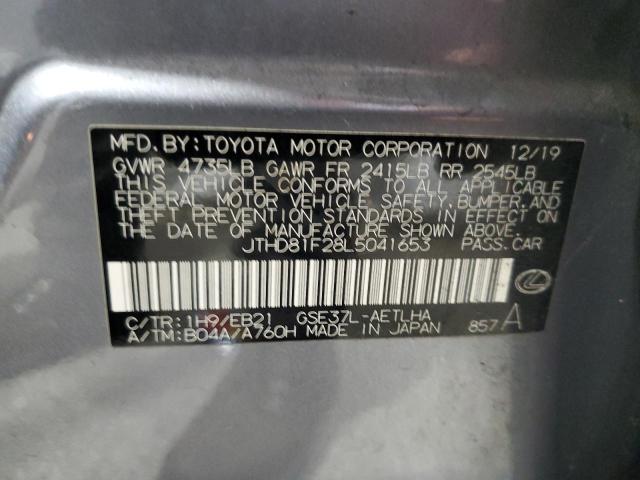 MFD.BY:TOYOTA MOTOR CORPORATION 12/19
GVWR 4735LB GAWR FR 2415LB RR 2545LB
THIS VEHICLE CONFORMS TO ALL APPLICABLE
FEDERAL MOTOR VEHICLE SAFETY,BUMPER,AND
THEFT PREVENTION STANDARDS IN EFFECT ON
THE DATE OF MANUFACTURE SHOWN ABOVE.
JTHD81F28L5041653 PASS.CAR
C/TR:1H9/EB21 GSE37L-AETLHA
A/TM:B04A/A760H MADE IN JAPAN 857A